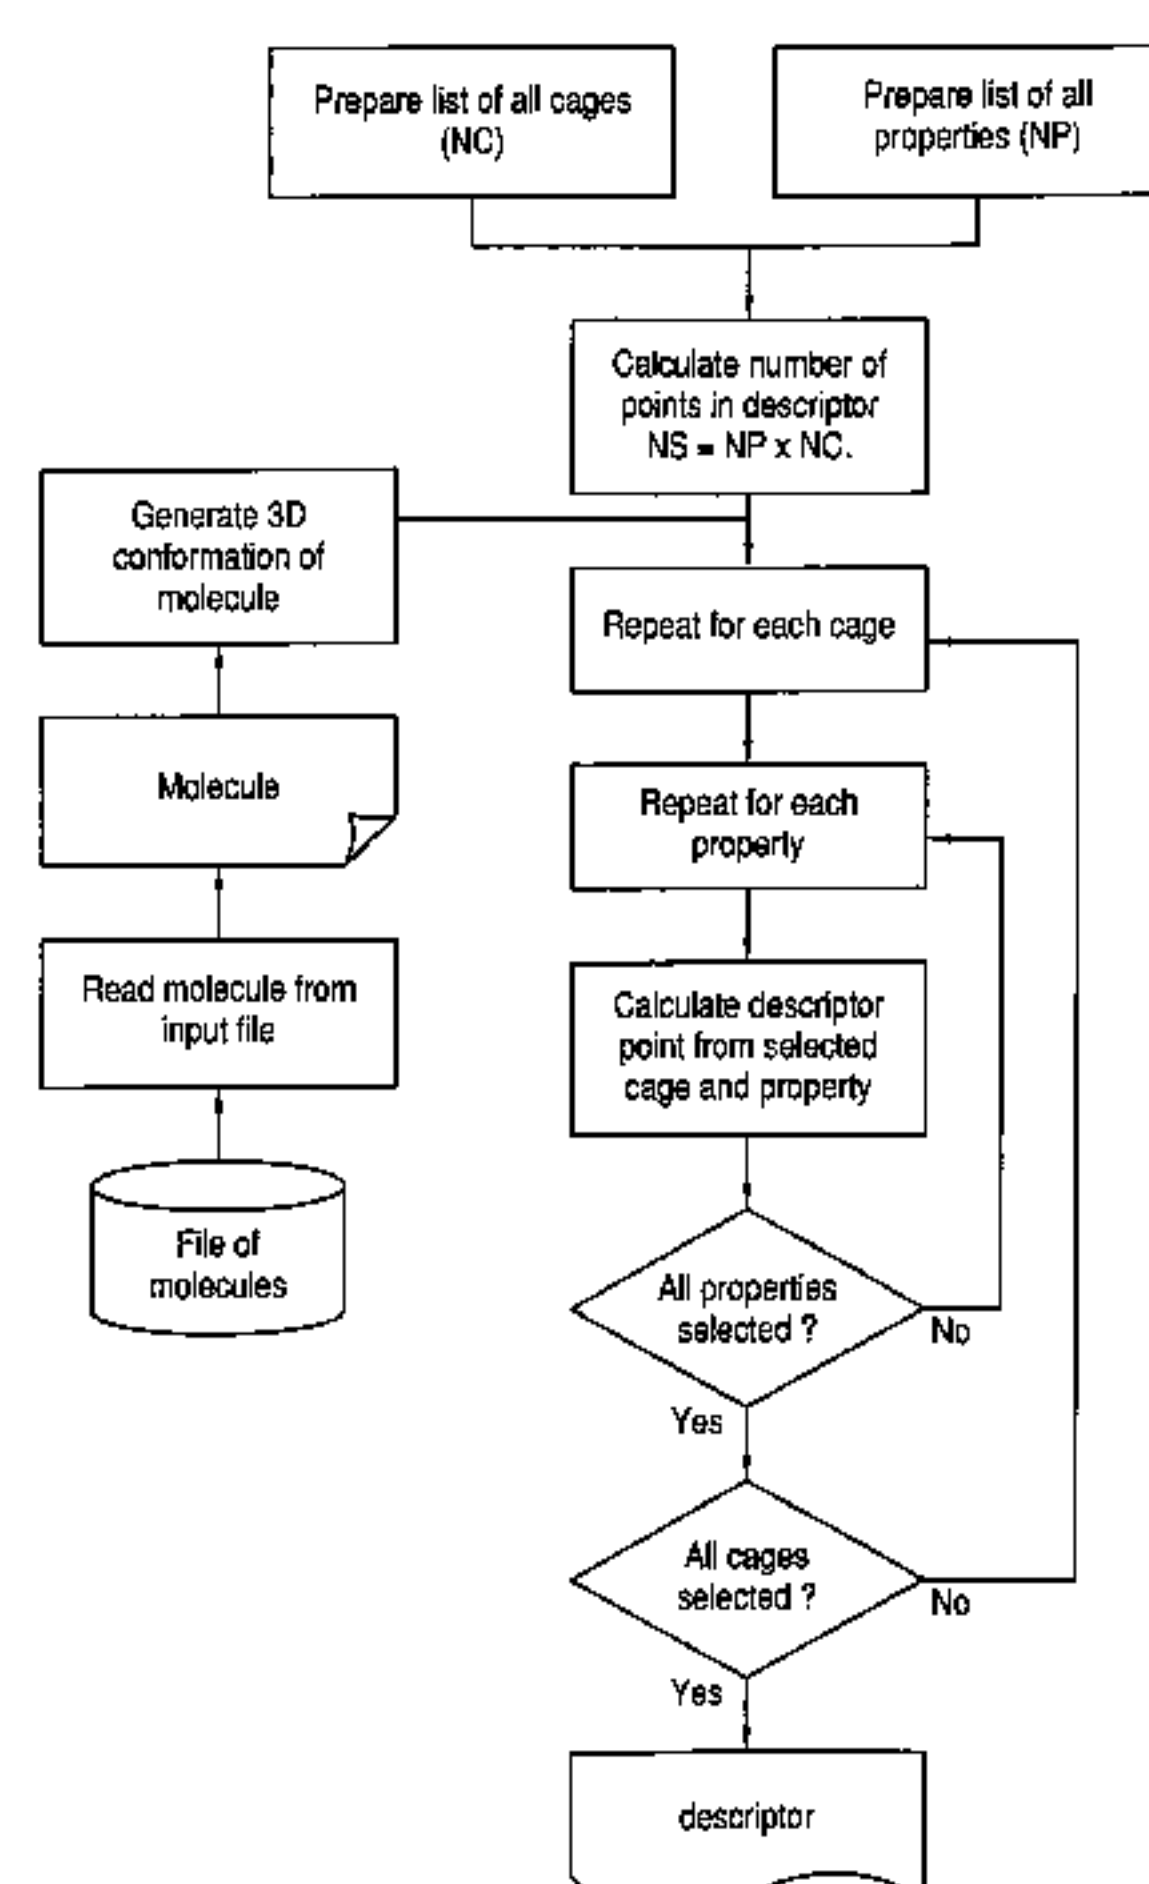 Prepare list of all cages
(NC)
Prepare list of all
properties (NP)
Calculate number of
points in descriptor
NS = NP x NC.
Generate 3D
conformation of
molecule
Repeat for each cage
Molecule
Repeat for each
property
Read molecule from
input file
Calculate descriptor
point from selected
cage and property
File of
molecules
All properties
selected ?
No
Yes
All cages
selected ?
No
Yes
descriptor